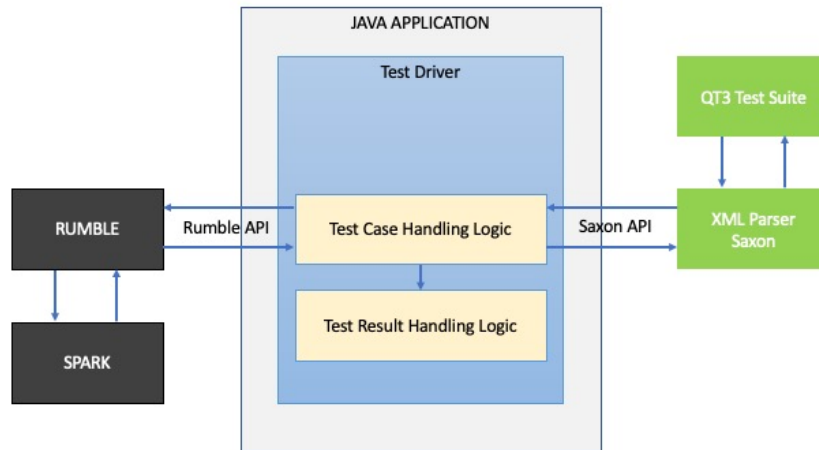 JAVA APPLICATION
Test Driver
QT3 Test Suite
RUMBLE
Rumble API
Test Case Handling Logic
Saxon API
XML Parser
Saxon
Test Result Handling Logic
SPARK